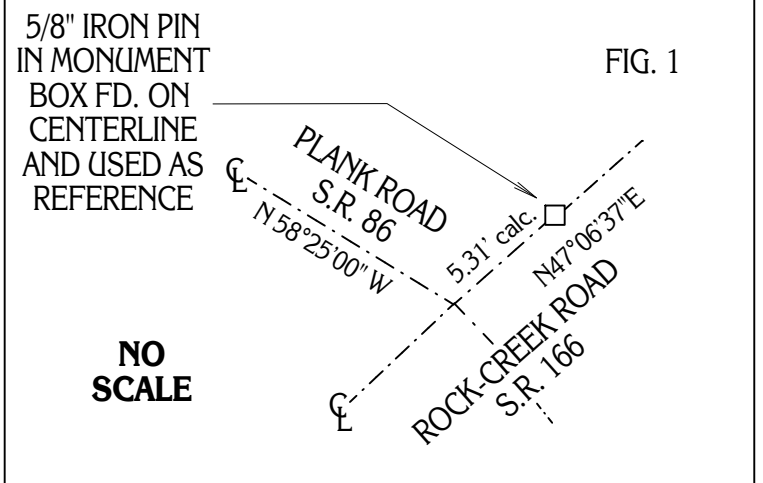 5/8" IRON PIN
IN MONUMENT
BOX FD. ON
CENTERLINE
AND USED AS
REFERENCE
FIG. 1
℄
PLANK ROAD
S.R. 86
N 58°25'00" W
5.31' calc.
N47°06'37"E
ROCK-CREEK ROAD
S.R. 166
℄
NO
SCALE